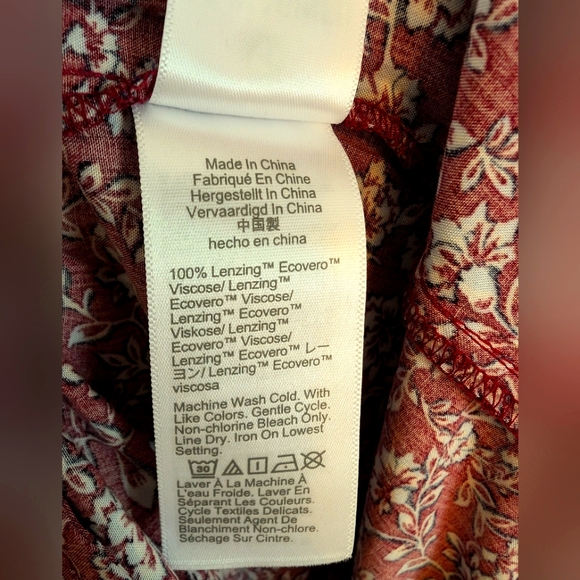 Made In China
Fabriqué En Chine
Hergestellt In China
Vervaardigd In China
中国製
hecho en china
100% Lenzing™ Ecovero™
Viscose/ Lenzing™
Ecovero™ Viscose/
Lenzing™ Ecovero™
Viskose/ Lenzing™
Ecovero™ Viscose/
Lenzing™ Ecovero™ レー
ヨン/ Lenzing™ Ecovero™
viscosa
Machine Wash Cold. With
Like Colors. Gentle Cycle.
Non-chlorine Bleach Only.
Line Dry. Iron On Lowest
Setting.
30
Laver À La Machine À
L'eau Froide. Laver En
Séparant Les Couleurs.
Cycle Textiles Delicats.
Seulement Agent De
Blanchiment Non-chlore.
Séchage Sur Cintre.